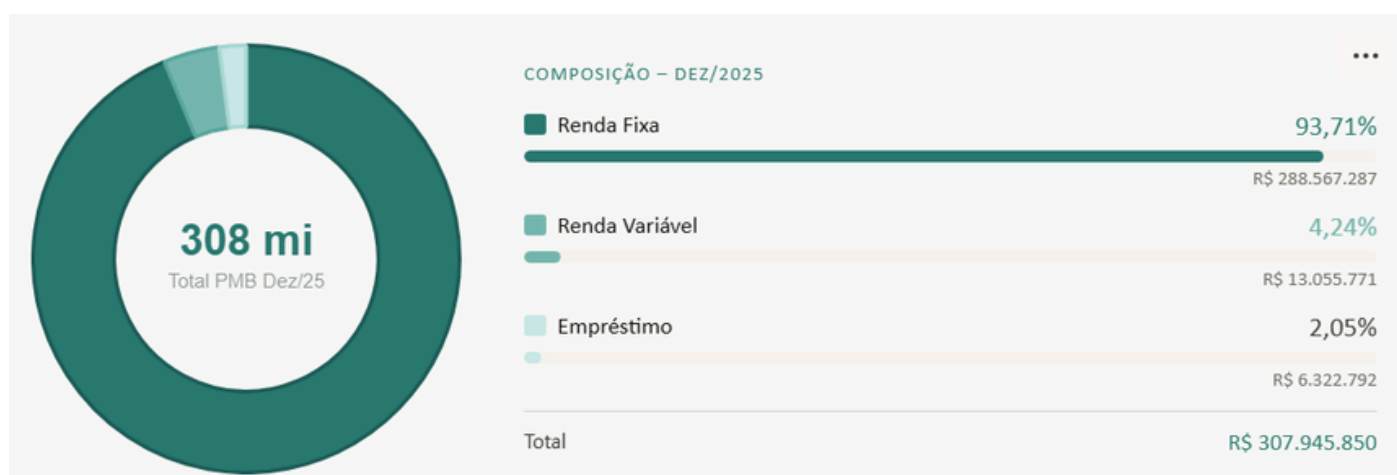 308 mi
Total PMB Dez/25
COMPOSIÇÃO – DEZ/2025
Renda Fixa 93,71%
R$ 288.567.287
Renda Variável 4,24%
R$ 13.055.771
Empréstimo 2,05%
R$ 6.322.792
Total R$ 307.945.850